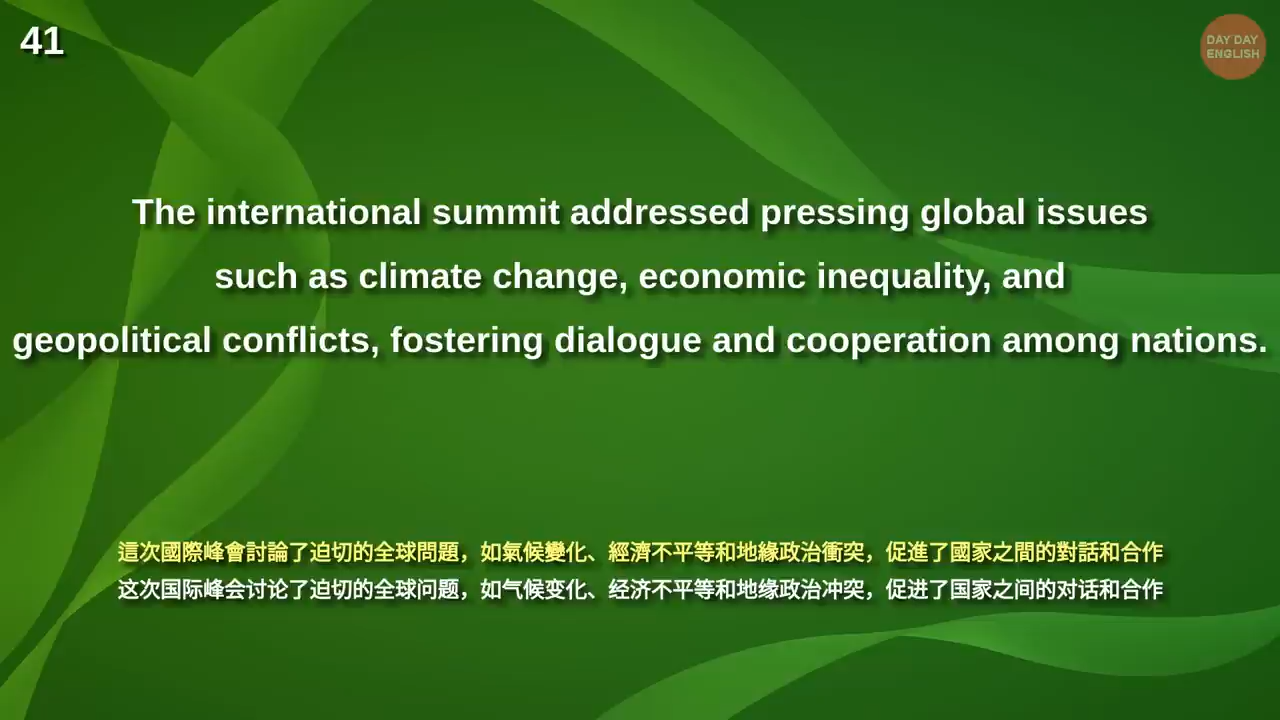 41
DAY DAY
ENGLISH
The international summit addressed pressing global issues
such as climate change, economic inequality, and
geopolitical conflicts, fostering dialogue and cooperation among nations.
這次國際峰會討論了迫切的全球問題，如氣候變化、經濟不平等和地緣政治衝突，促進了國家之間的對話和合作
这次国际峰会讨论了迫切的全球问题，如气候变化、经济不平等和地缘政治冲突，促进了国家之间的对话和合作